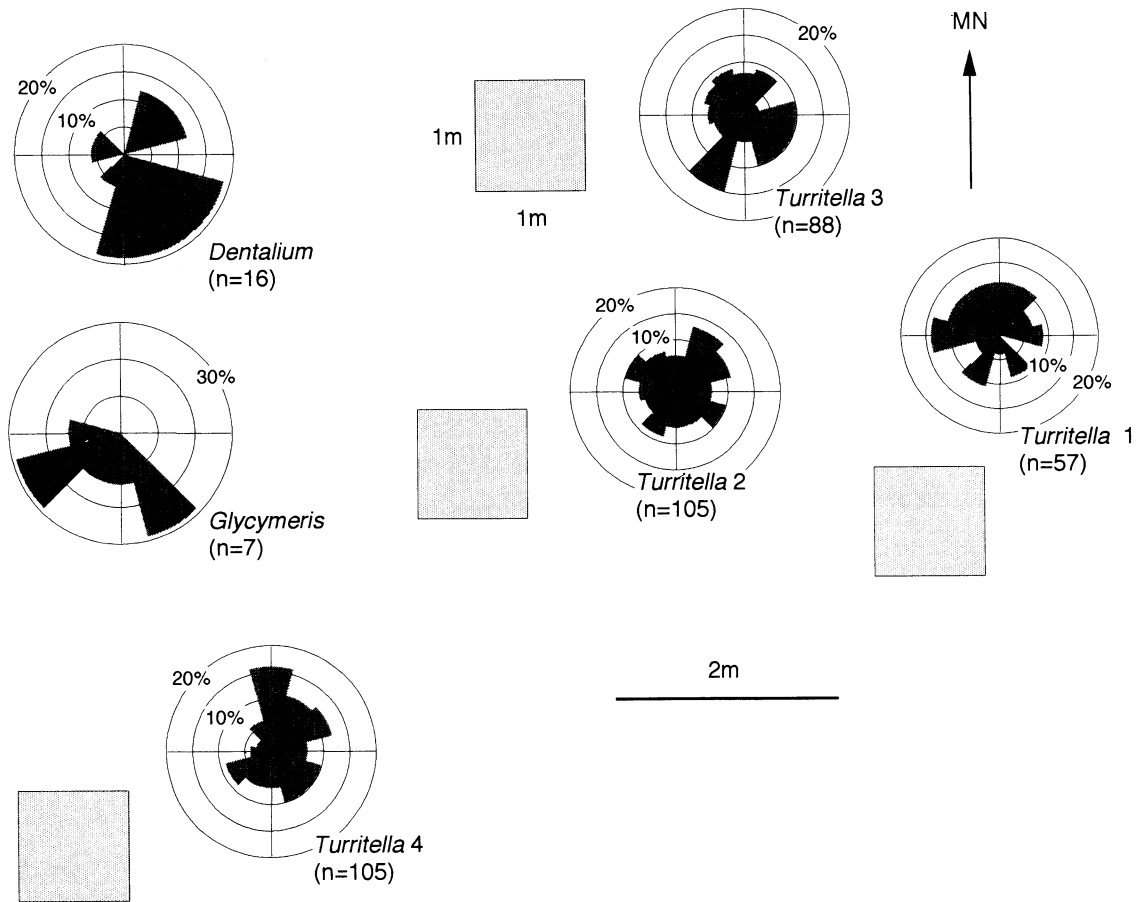 MN
20%
20%
10%
1m
1m
Turritella 3
(n=88)
Dentalium
(n=16)
20%
10%
30%
10%
20%
Turritella 1
(n=57)
Turritella 2
(n=105)
Glycymeris
(n=7)
20%
10%
2m
Turritella 4
(n=105)